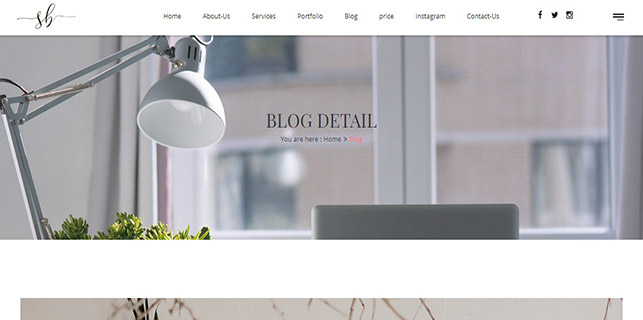 sb
Home About-Us Services Portfolio Blog price Instagram Contact-Us
BLOG DETAIL
You are here : Home » Blog